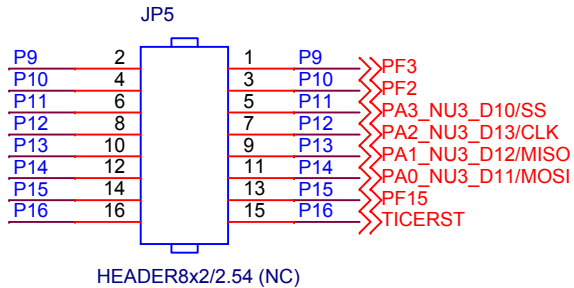 JP5
P9 2 1 P9 PF3
P10 4 3 P10 PF2
P11 6 5 P11 PA3_NU3_D10/SS
P12 8 7 P12 PA2_NU3_D13/CLK
P13 10 9 P13 PA1_NU3_D12/MISO
P14 12 11 P14 PA0_NU3_D11/MOSI
P15 14 13 P15 PF15
P16 16 15 P16 TICERST
HEADER8x2/2.54 (NC)